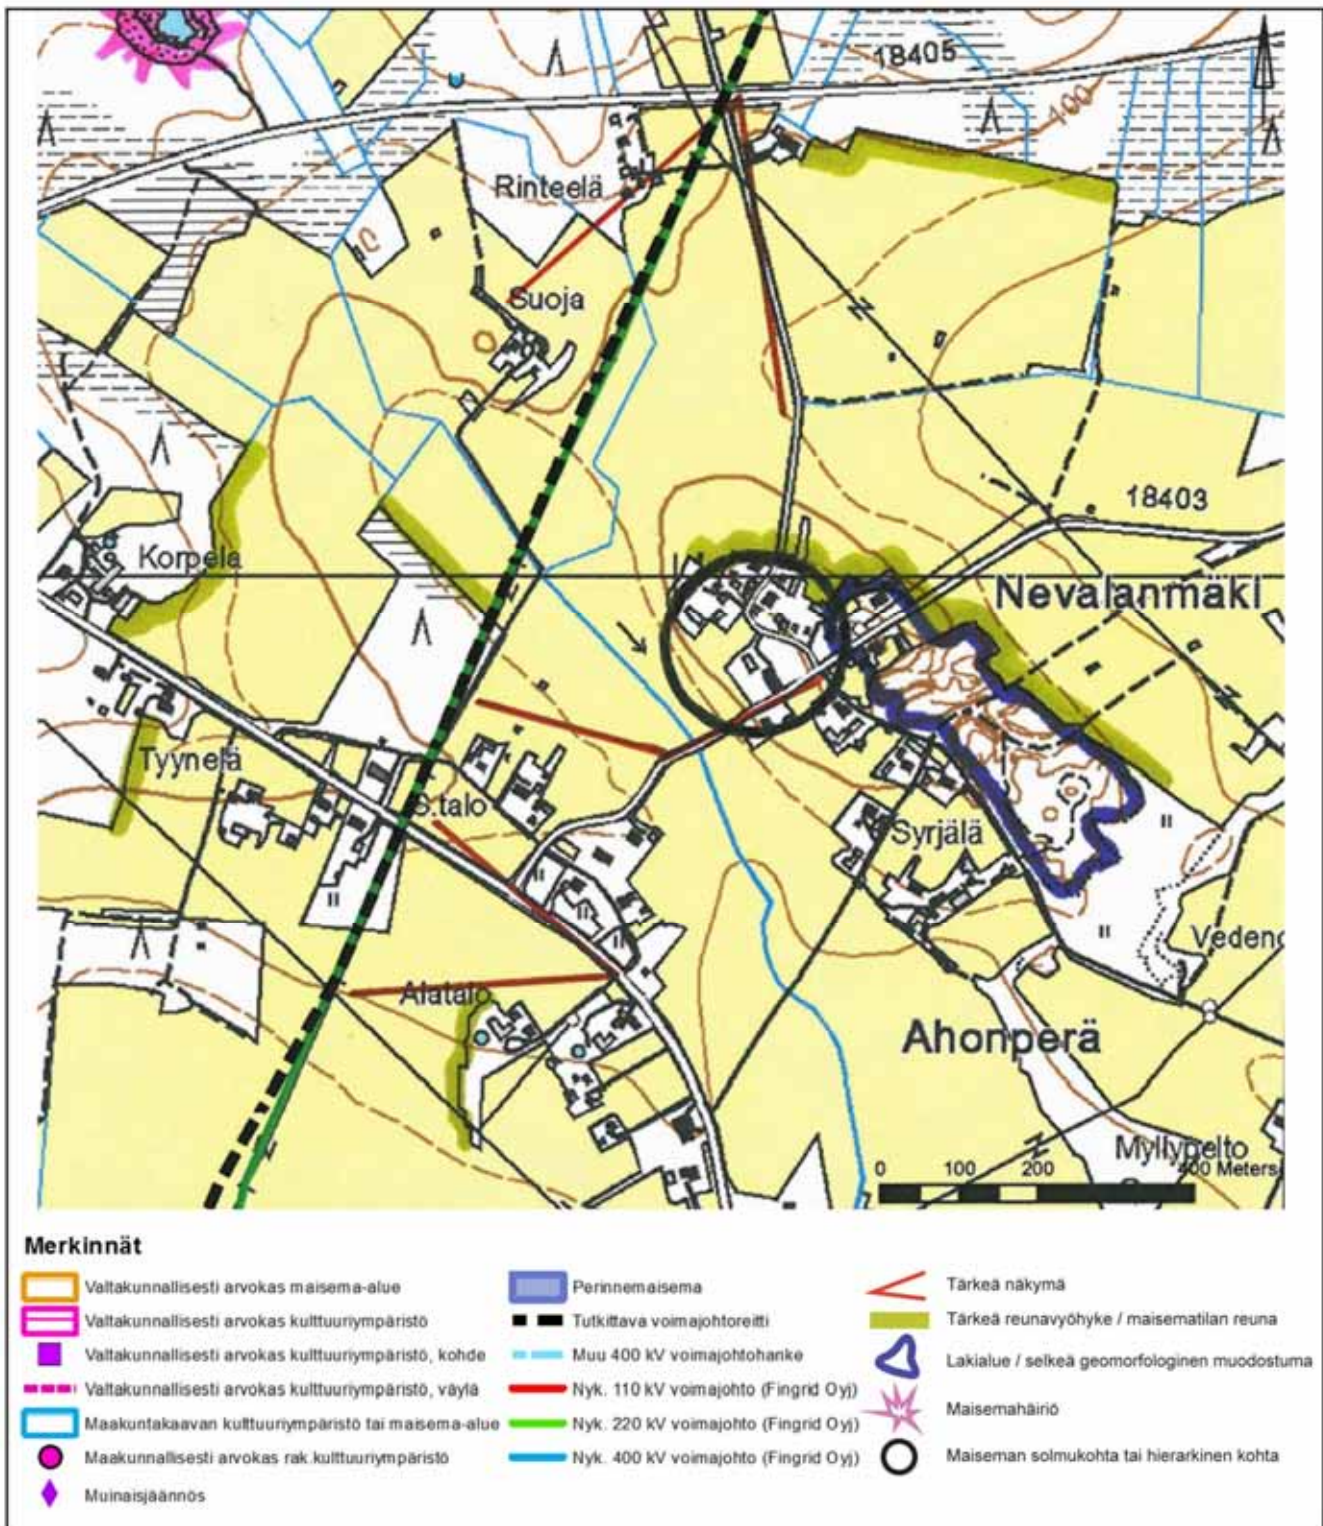 18405
100
Rinteelä
Suoja
18403
Korpela
Nevalanmäki
Tyynelä
S.talo
Syrjälä
Alatalo
Ahonperä
Myllypelto
0 100 200 400 Meters
Merkinnät
Valtakunnallisesti arvokas maisema-alue
Valtakunnallisesti arvokas kulttuuriympäristö
Valtakunnallisesti arvokas kulttuuriympäristö, kohde
Valtakunnallisesti arvokas kulttuuriympäristö, väylä
Maakuntakaavan kulttuuriympäristö tai maisema-alue
Maakunnallisesti arvokas rak.kulttuuriympäristö
Muinaisjäännös
Perinnemaisema
Tutkittava voimajohtoreitti
Muu 400 kV voimajohtohanke
Nyk. 110 kV voimajohto (Fingrid Oyj)
Nyk. 220 kV voimajohto (Fingrid Oyj)
Nyk. 400 kV voimajohto (Fingrid Oyj)
Tärkeä näkymä
Tärkeä reunavyöhyke / maisematilan reuna
Lakialue / selkeä geomorfologinen muodostuma
Maisemahäiriö
Maiseman solmukohta tai hierarkinen kohta